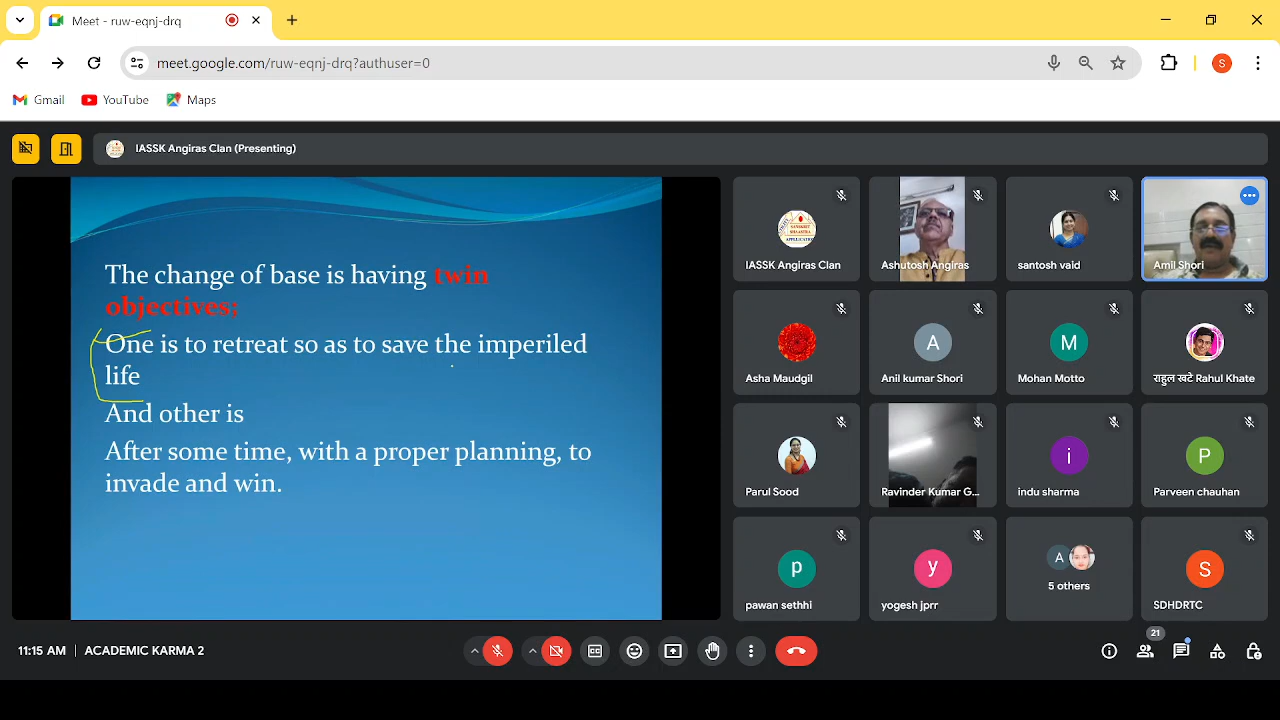 Meet - ruw-eqnj-drq
meet.google.com/ruw-eqnj-drq?authuser=0
S
Gmail
YouTube
Maps
IASSK Angiras Clan (Presenting)
The change of base is having twin
objectives;
One is to retreat so as to save the imperiled
life
And other is
After some time, with a proper planning, to
invade and win.
IASSK Angiras Clan
Ashutosh Angiras
santosh vaid
Amil Shori
Asha Maudgil
A
Anil kumar Shori
M
Mohan Motto
राहुल खटे Rahul Khate
Parul Sood
Ravinder Kumar G...
i
indu sharma
P
Parveen chauhan
p
pawan sethhi
y
yogesh jprr
A
5 others
S
SDHDRTC
11:15 AM
ACADEMIC KARMA 2
21